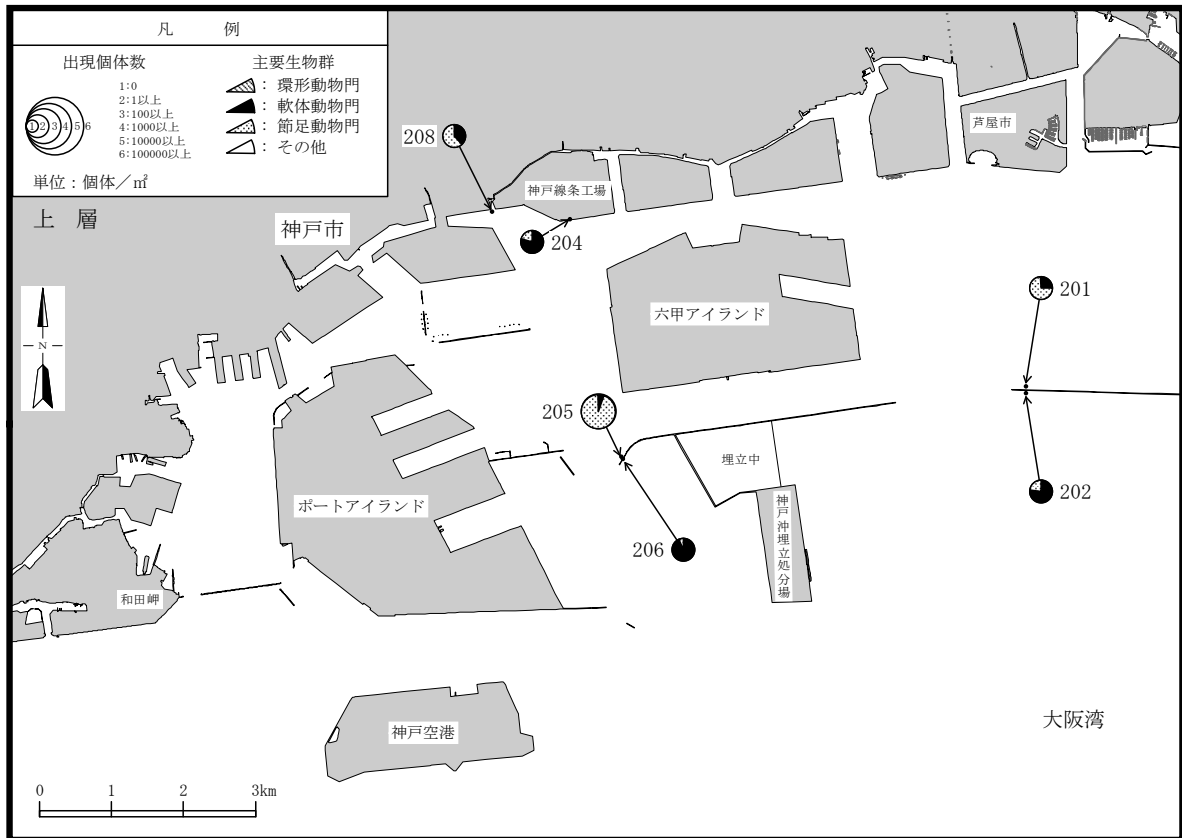 凡　例
出現個体数
1:0
2:1以上
3:100以上
4:1000以上
5:10000以上
6:100000以上
1 2 3 4 5 6
単位：個体／㎡
主要生物群
：環形動物門
：軟体動物門
：節足動物門
：その他
上　層
N
神戸市
208
神戸線条工場
204
芦屋市
六甲アイランド
201
205
埋立中
202
ポートアイランド
206
神戸沖埋立処分場
和田岬
神戸空港
大阪湾
0 1 2 3km